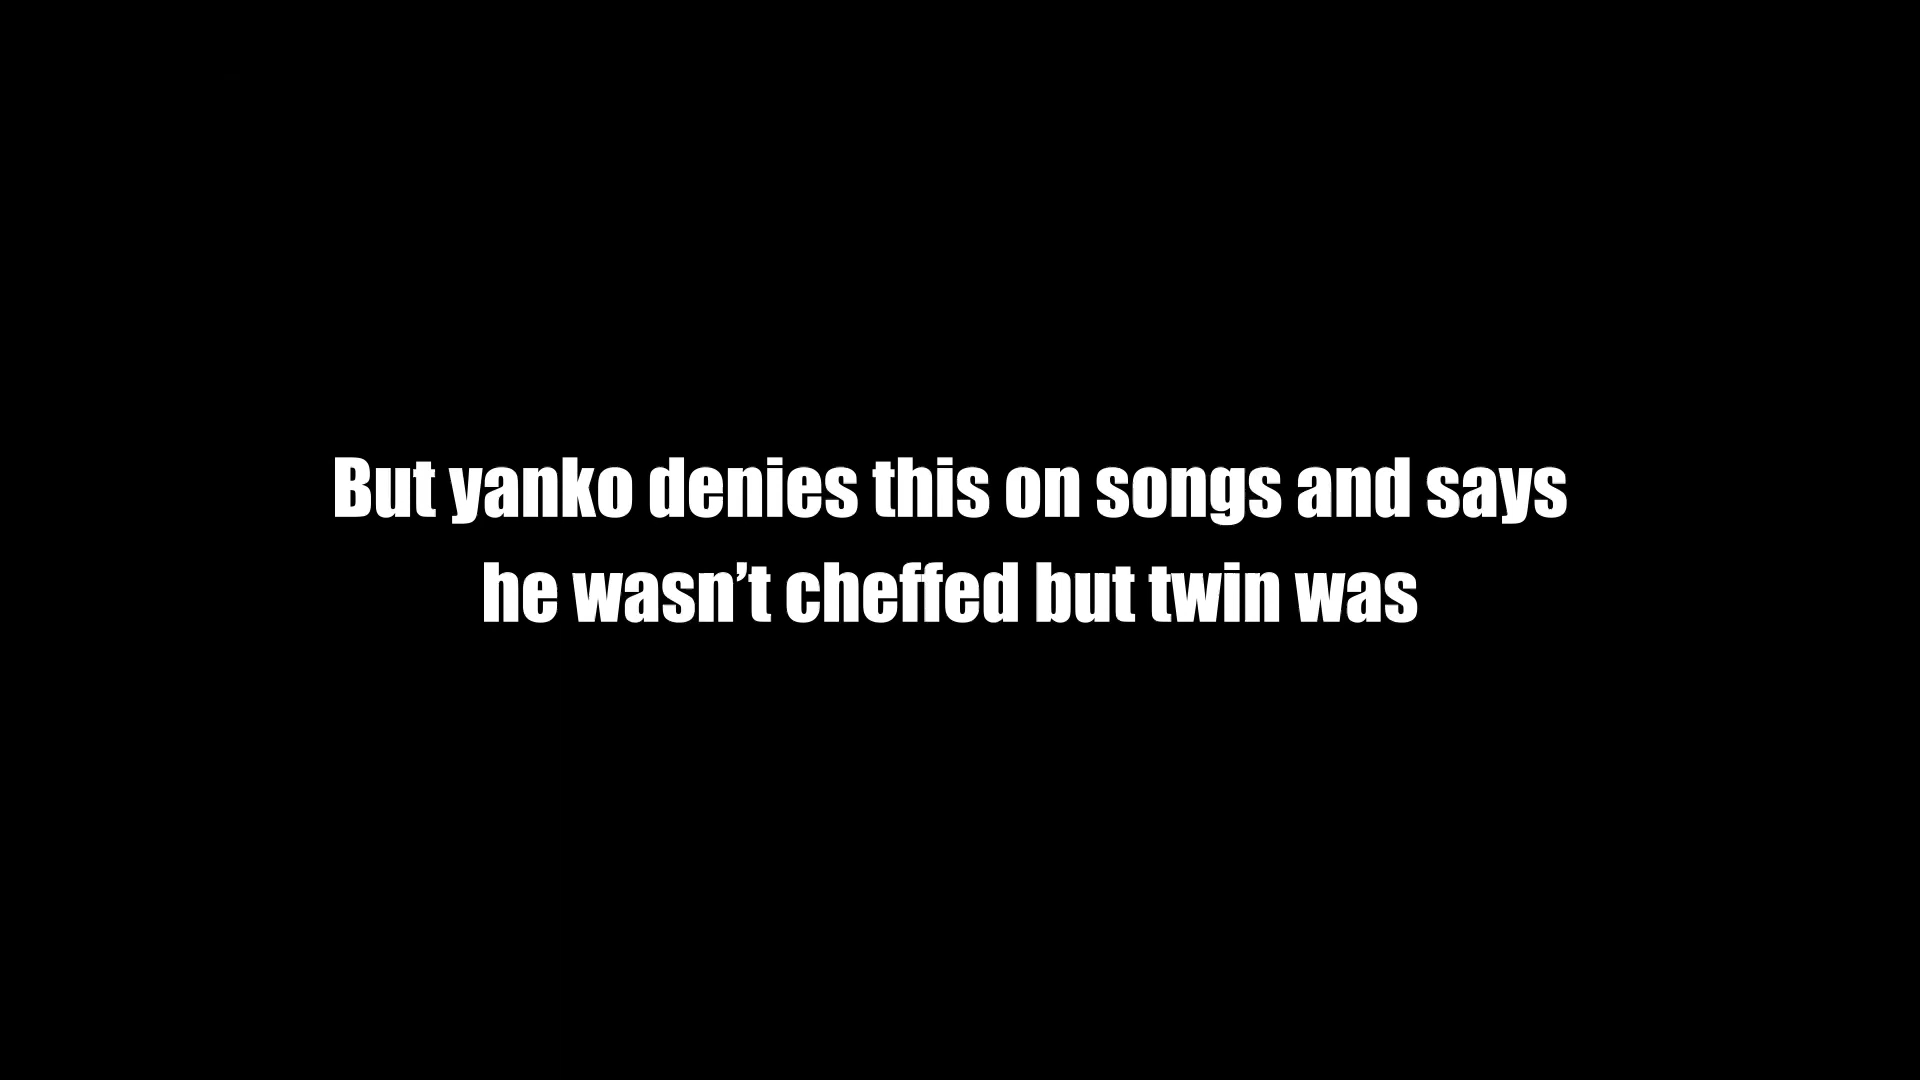 But yanko denies this on songs and says
he wasn’t cheffed but twin was